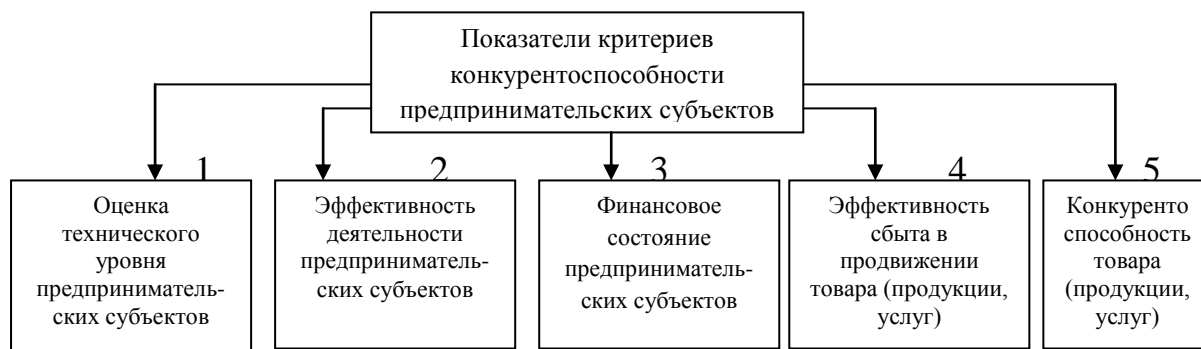 Показатели критериев
конкурентоспособности
предпринимательских субъектов
1
2
3
4
5
Оценка
технического
уровня
предприниматель-
ских субъектов
Эффективность
деятельности
предприниматель-
ских субъектов
Финансовое
состояние
предприниматель-
ских субъектов
Эффективность
сбыта в
продвижении
товара (продукции,
услуг)
Конкуренто
способность
товара
(продукции,
услуг)